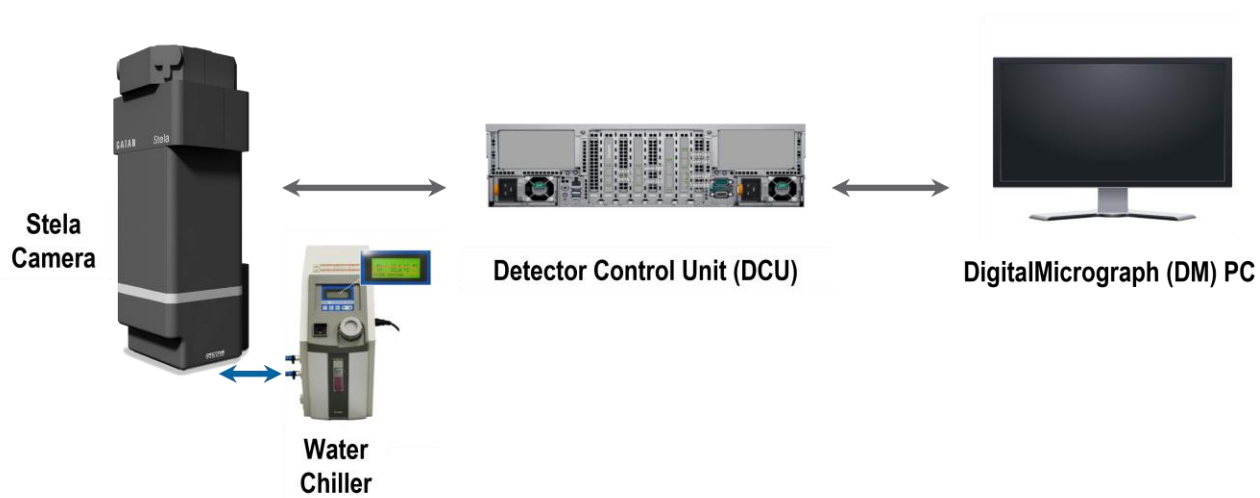 GATAN Stela
Stela
Camera
Detector Control Unit (DCU)
DigitalMicrograph (DM) PC
Water
Chiller